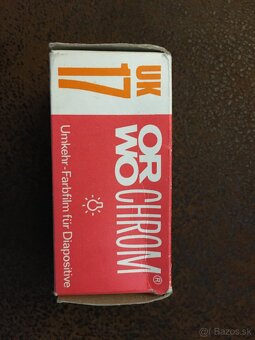 UK
17
ORWO CHROM®
Umkehr-Farbfilm für Diapositive
© Bazos.sk